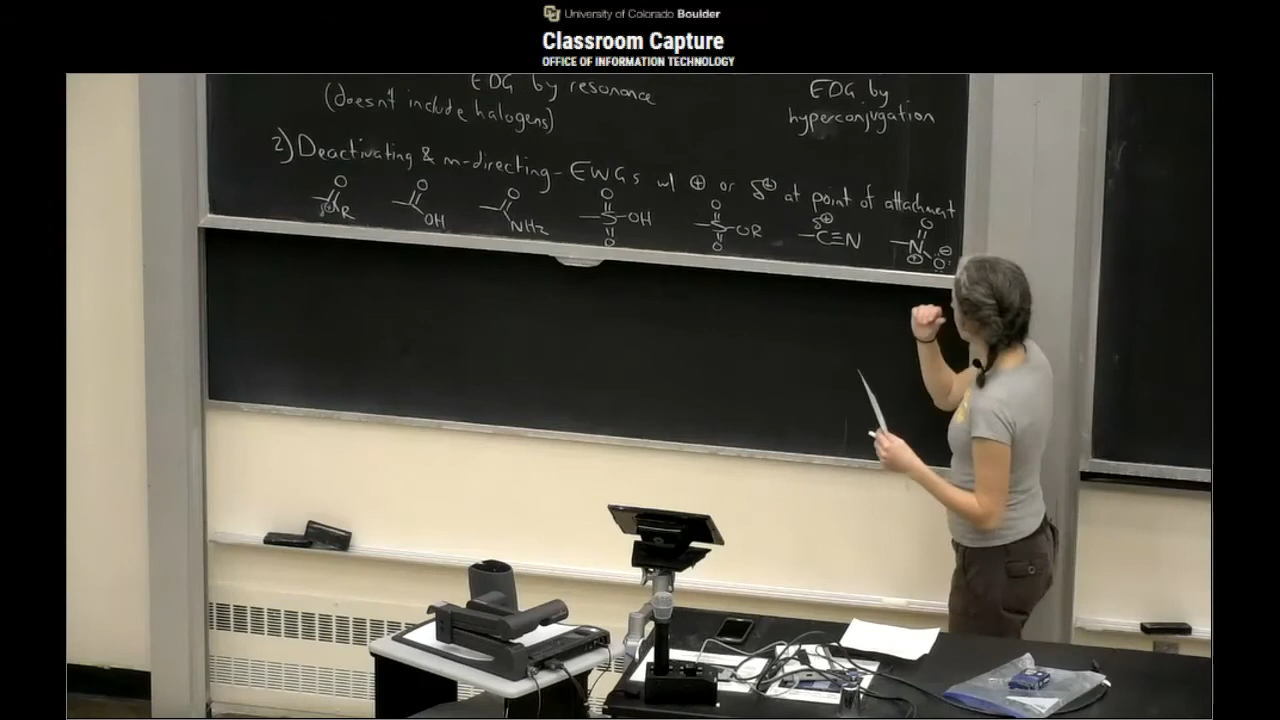 University of Colorado Boulder
Classroom Capture
OFFICE OF INFORMATION TECHNOLOGY
EDG by resonance
(doesn't include halogens)
EDG by
hyperconjugation
2) Deactivating & m-directing - EWGs w/ ⊕ or δ⊕ at point of attachment
O O O O O δ⊕ O
δ⊕ R OH NH₂ S OH S OR C≡N N ⊕ O ⊖
O O